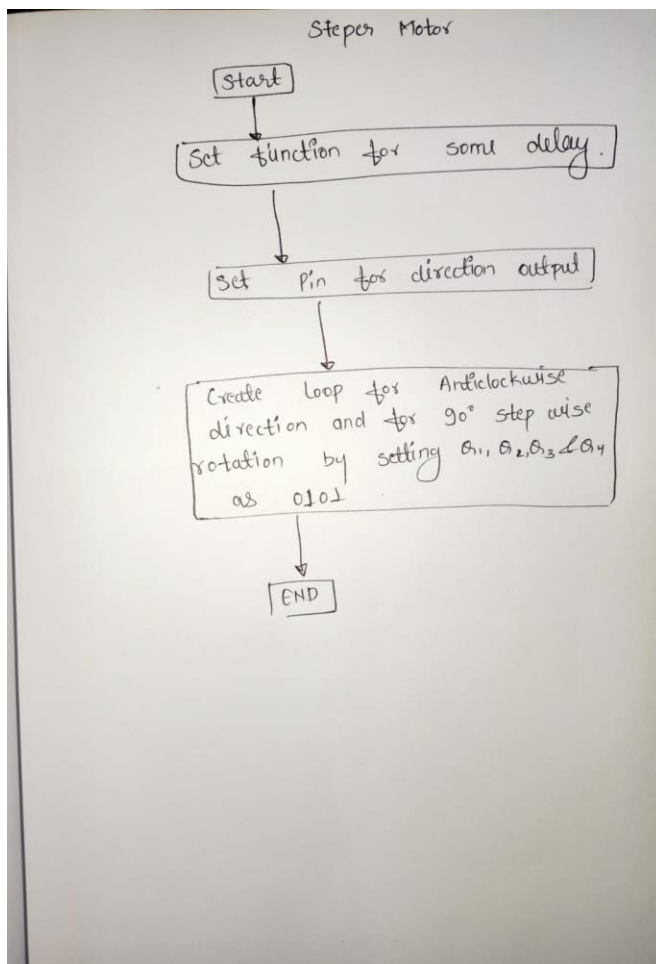 Steper Motor
Start
Set function for some delay.
Set Pin for direction output
Create loop for Anticlockwise
direction and for 90° step wise
rotation by setting Q1, Q2, Q3 & Q4
as 0101
END